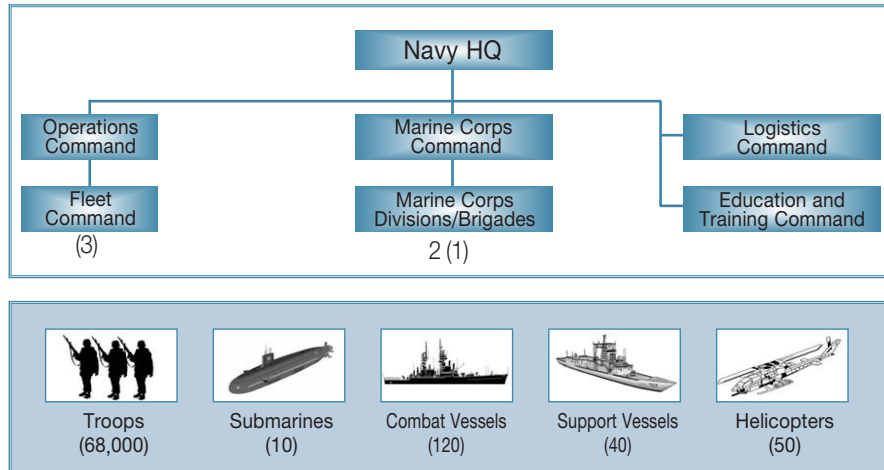 Navy HQ
Operations
Command
Marine Corps
Command
Logistics
Command
Fleet
Command
(3)
Marine Corps
Divisions/Brigades
2 (1)
Education and
Training Command
Troops
(68,000)
Submarines
(10)
Combat Vessels
(120)
Support Vessels
(40)
Helicopters
(50)